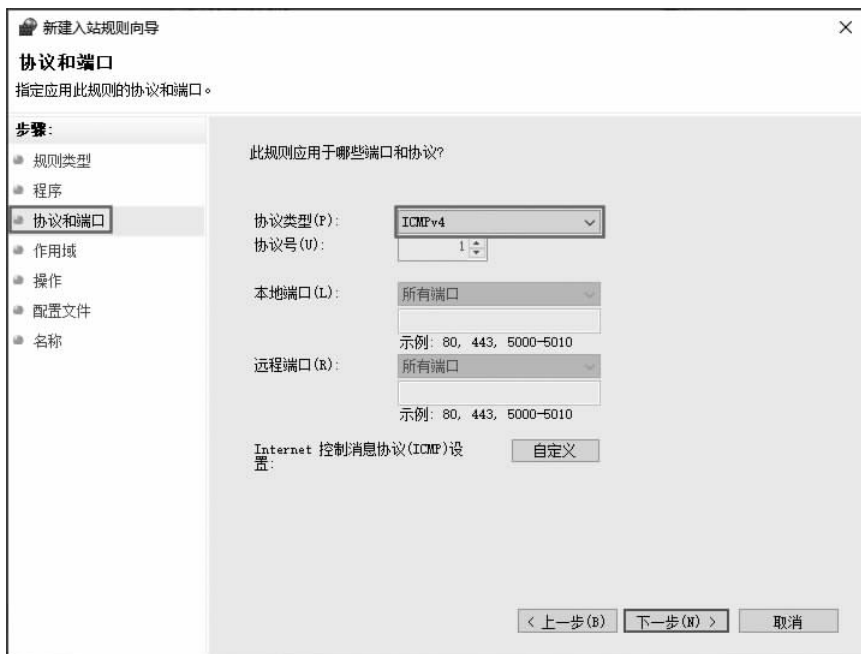 新建入站规则向导
协议和端口
指定应用此规则的协议和端口。
步骤:
规则类型
程序
协议和端口
作用域
操作
配置文件
名称
此规则应用于哪些端口和协议?
协议类型(P): ICMPv4
协议号(U): 1
本地端口(L): 所有端口
示例: 80, 443, 5000-5010
远程端口(R): 所有端口
示例: 80, 443, 5000-5010
Internet 控制消息协议(ICMP)设
置: 自定义
< 上一步(B) 下一步(N) > 取消